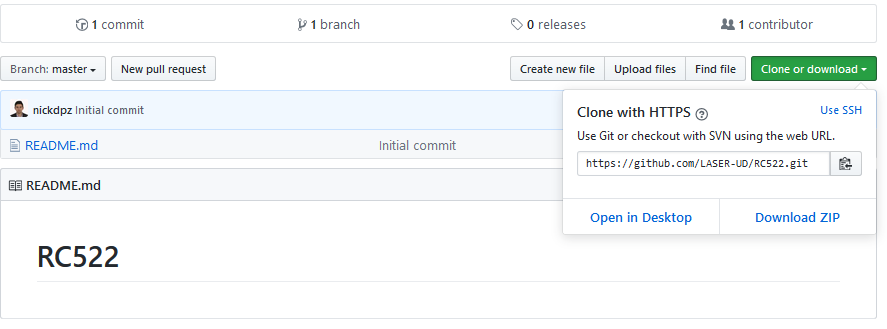 1 commit 1 branch 0 releases 1 contributor
Branch: master New pull request Create new file Upload files Find file Clone or download
nickdpz Initial commit
Clone with HTTPS ? Use SSH
Use Git or checkout with SVN using the web URL.
README.md Initial commit
https://github.com/LASER-UD/RC522.git
README.md
Open in Desktop Download ZIP
RC522